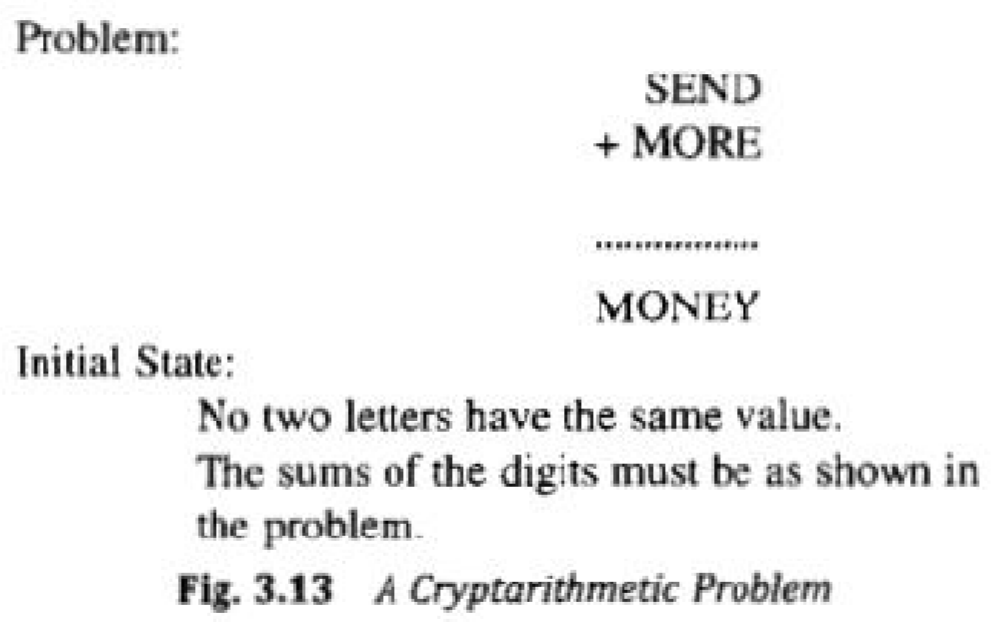 Problem:
SEND
+ MORE
.................
MONEY
Initial State:
No two letters have the same value.
The sums of the digits must be as shown in
the problem.
Fig. 3.13 A Cryptarithmetic Problem